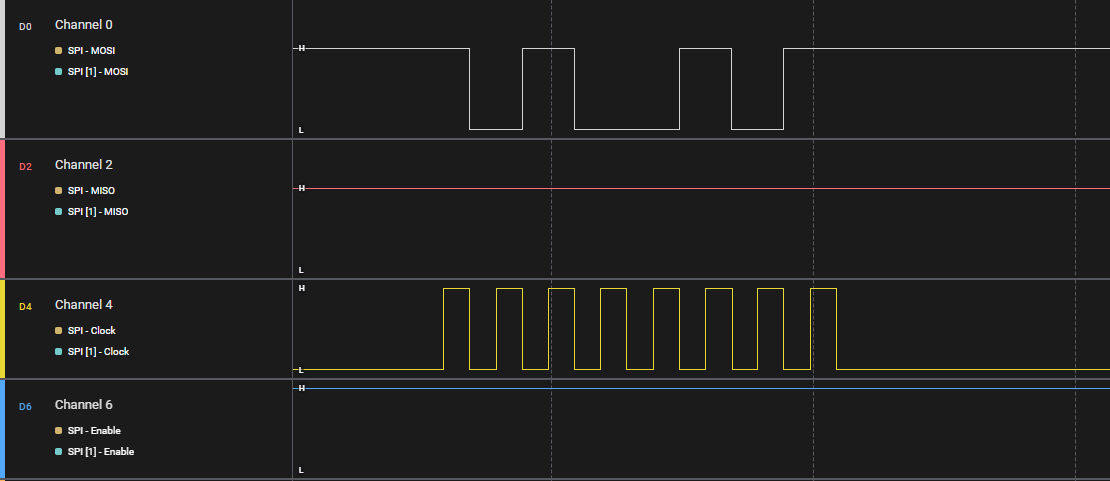 D0 Channel 0
SPI - MOSI
SPI [1] - MOSI
H
L
D2 Channel 2
SPI - MISO
SPI [1] - MISO
H
L
D4 Channel 4
SPI - Clock
SPI [1] - Clock
H
L
D6 Channel 6
SPI - Enable
SPI [1] - Enable
H
L